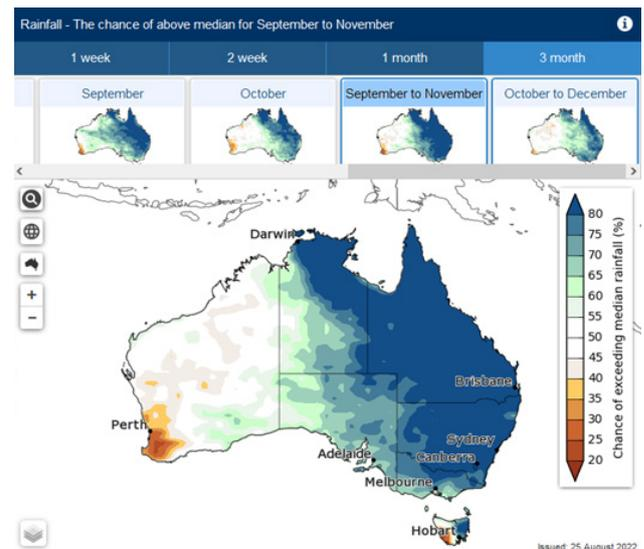 Rainfall - The chance of above median for September to November
i
1 week 2 week 1 month 3 month
September October September to November October to December
+
−
Darwin
Brisbane
Perth
Sydney
Adelaide
Canberra
Melbourne
Hobart
80
75
70
65
60
55
50
45
40
35
30
25
20
Chance of exceeding median rainfall (%)
Issued: 25 August 2022